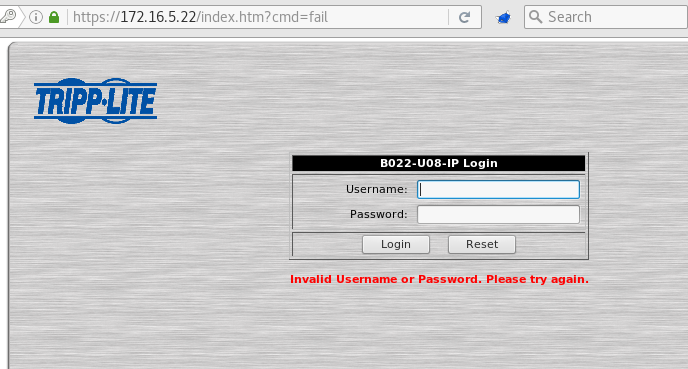 https://172.16.5.22/index.htm?cmd=fail
Search
TRIPP·LITE
B022-U08-IP Login
Username:
Password:
Login Reset
Invalid Username or Password. Please try again.